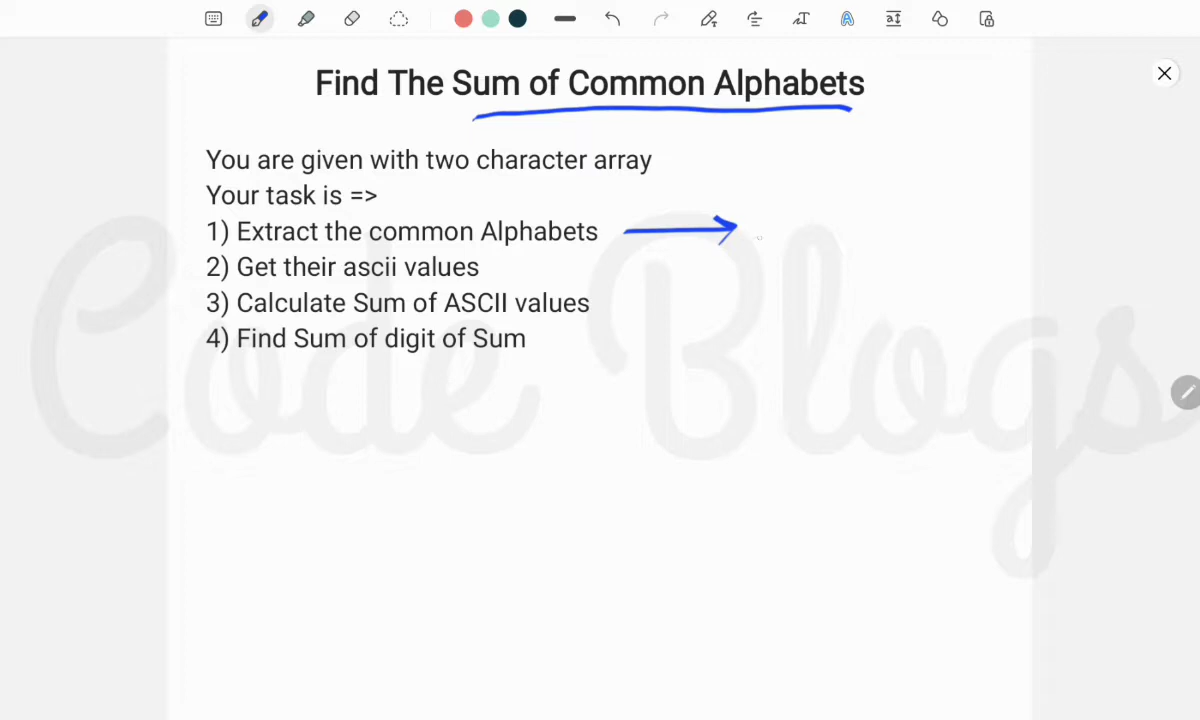 Find The Sum of Common Alphabets
You are given with two character array
Your task is =>
1) Extract the common Alphabets
2) Get their ascii values
3) Calculate Sum of ASCII values
4) Find Sum of digit of Sum
Code Blogs